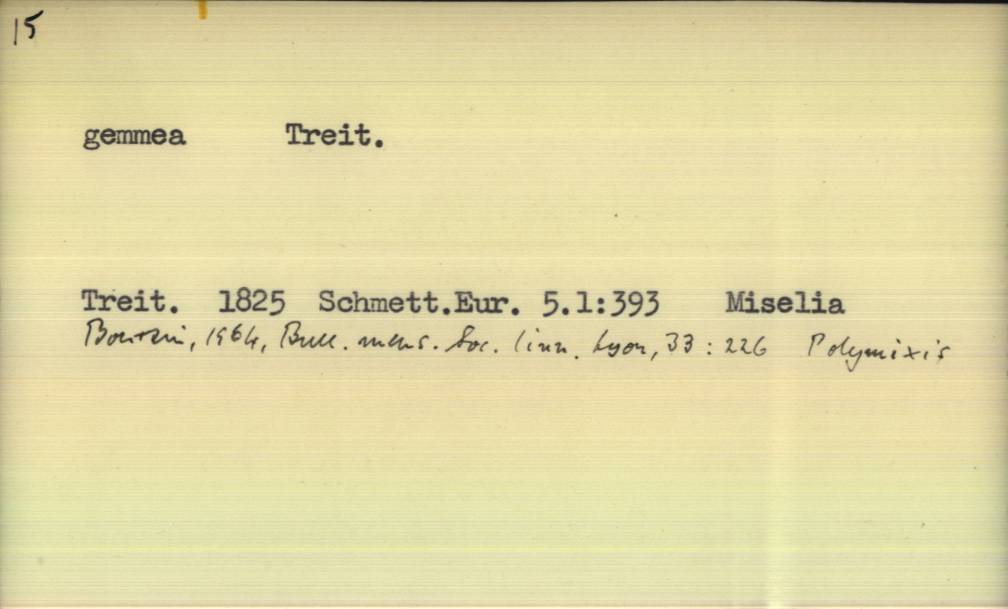 15
gemmea Treit.
Treit. 1825 Schmett.Eur. 5.1:393 Miselia
Boursin, 1964, Bull. mens. Soc. linn. Lyon, 33 : 226 Polymixis